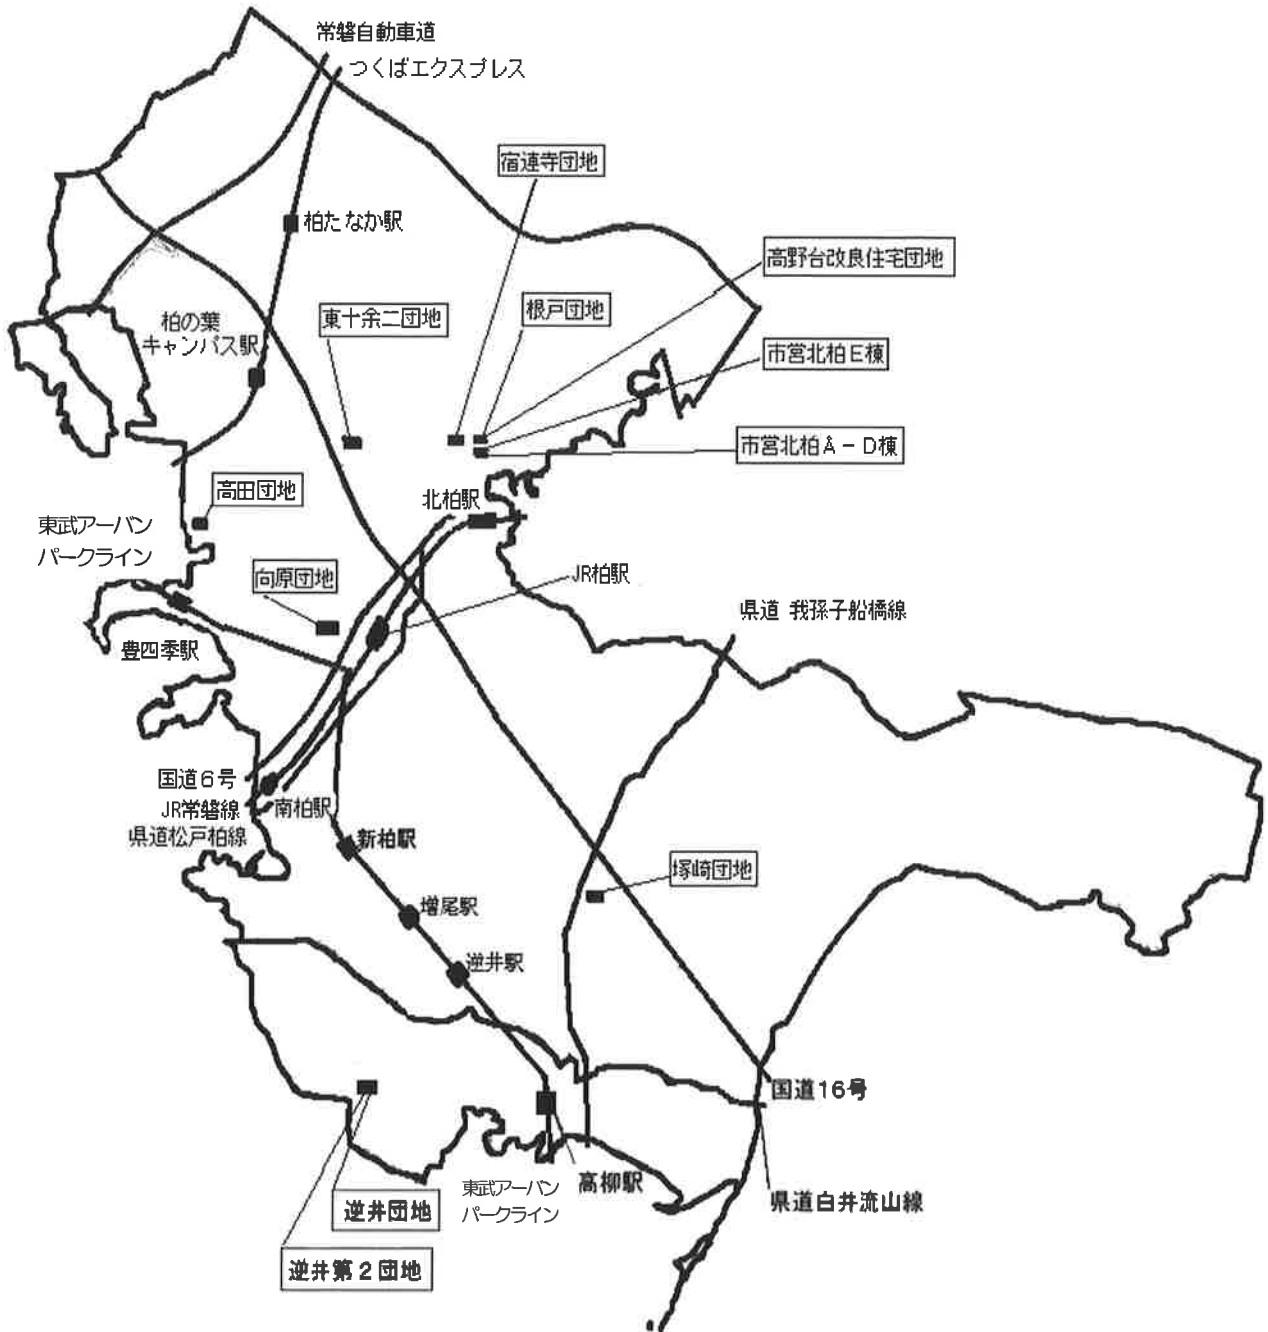 常磐自動車道
つくばエクスプレス
宿連寺団地
柏たなか駅
高野台改良住宅団地
根戸団地
東十余二団地
柏の葉
キャンパス駅
市営北柏E棟
市営北柏A－D棟
高田団地
北柏駅
東武アーバン
パークライン
向原団地
JR柏駅
県道 我孫子船橋線
豊四季駅
国道6号
JR常磐線
南柏駅
県道松戸柏線
新柏駅
塚崎団地
増尾駅
逆井駅
国道16号
高柳駅
東武アーバン
パークライン
県道白井流山線
逆井団地
逆井第2団地